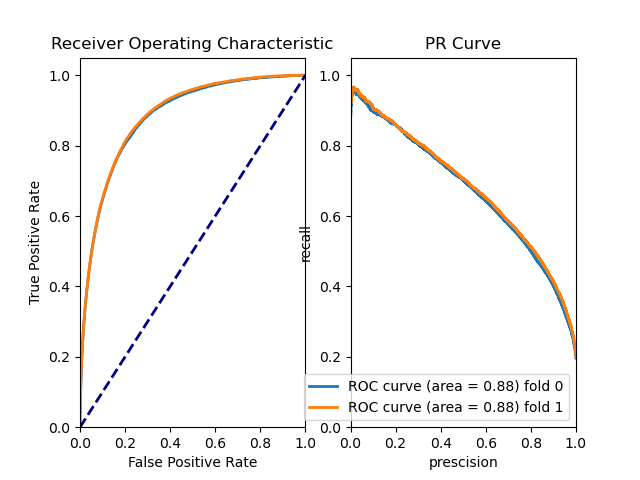 Receiver Operating Characteristic
PR Curve
1.0
0.8
0.6
0.4
0.2
0.0
True Positive Rate
0.0 0.2 0.4 0.6 0.8 1.0
False Positive Rate
1.0
0.8
0.6
0.4
0.2
0.0
recall
ROC curve (area = 0.88) fold 0
ROC curve (area = 0.88) fold 1
0.0 0.2 0.4 0.6 0.8 1.0
prescision